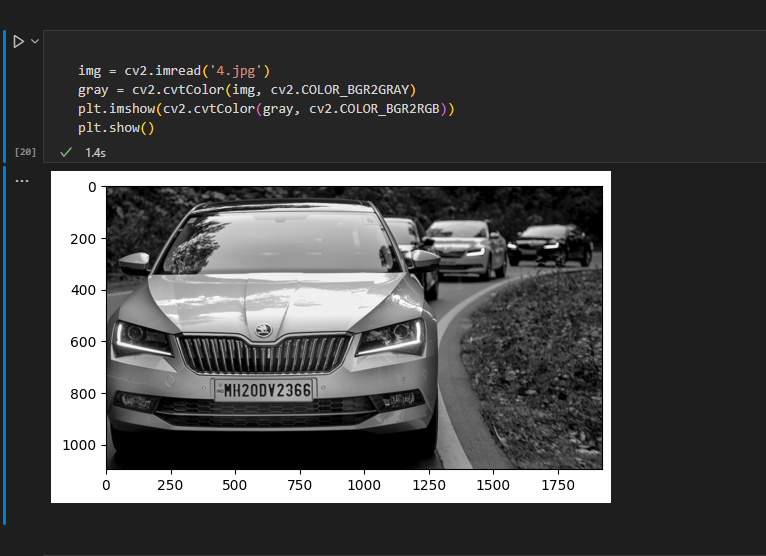 img = cv2.imread('4.jpg')
gray = cv2.cvtColor(img, cv2.COLOR_BGR2GRAY)
plt.imshow(cv2.cvtColor(gray, cv2.COLOR_BGR2RGB))
plt.show()
[20] 1.4s
...
0
200
400
600
800
1000
MH20DV2366
0 250 500 750 1000 1250 1500 1750